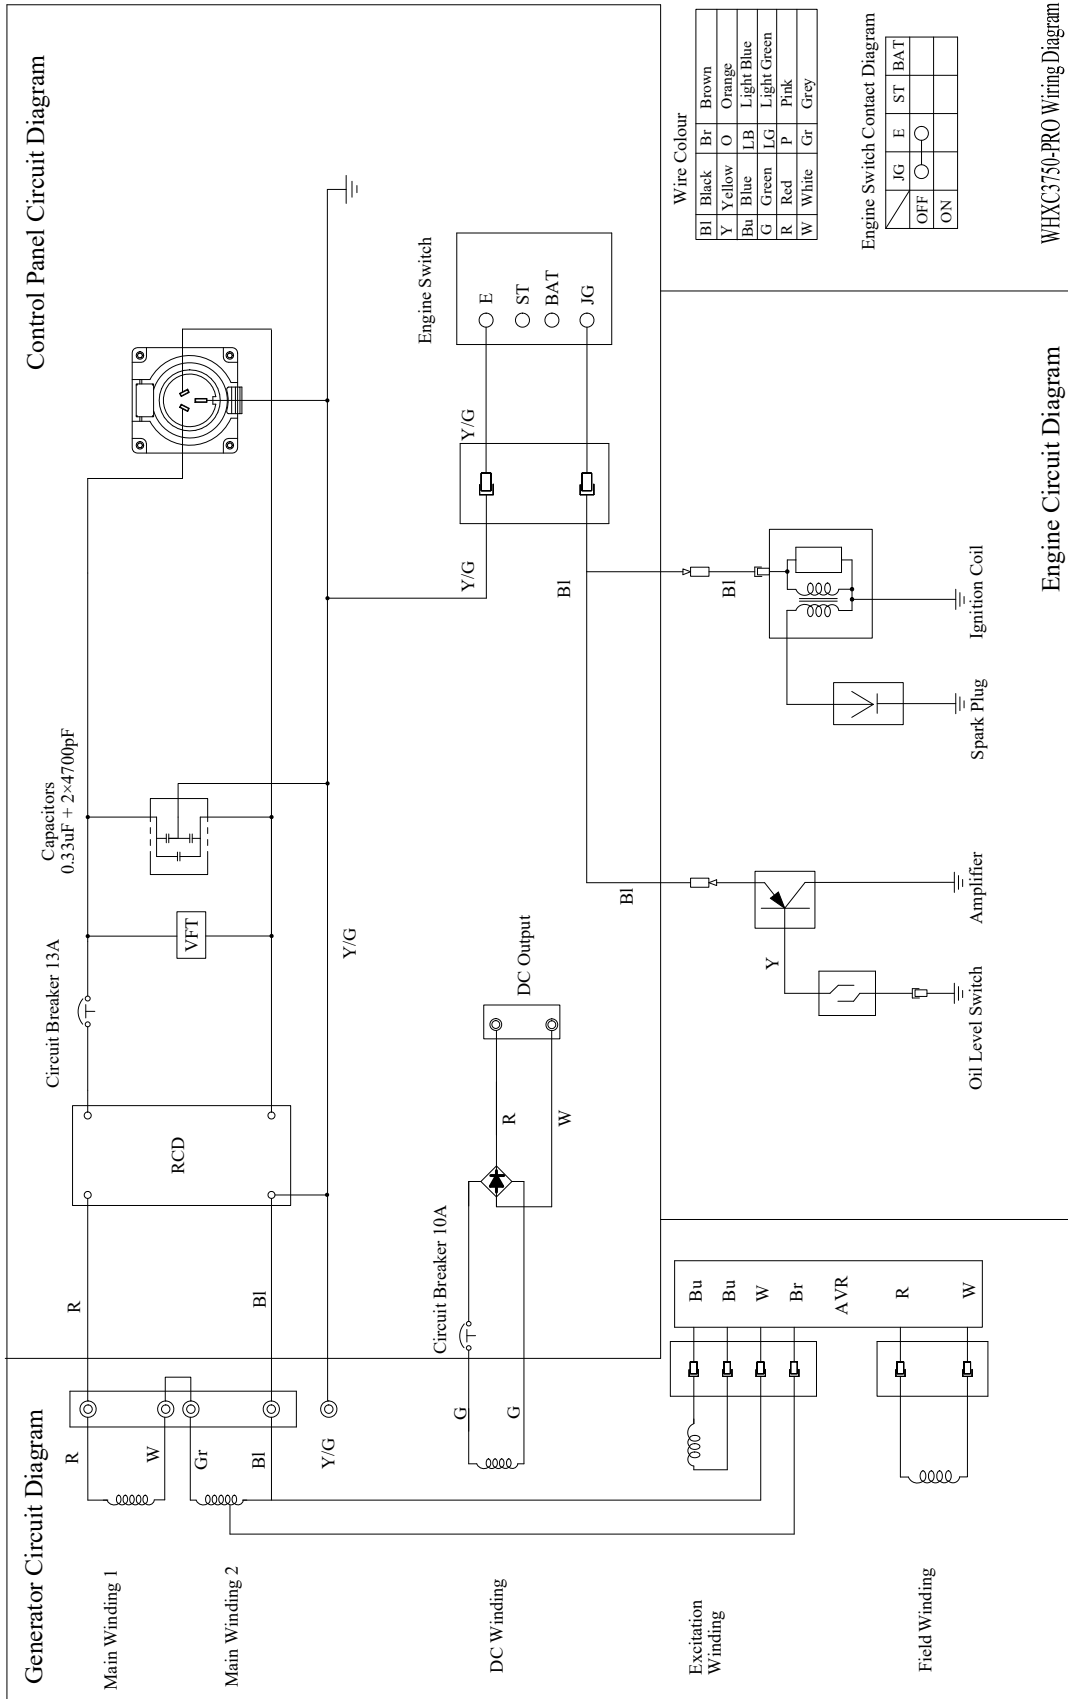 Generator Circuit Diagram
Main Winding 1
Main Winding 2
DC Winding
Excitation
Winding
Field Winding
R
W
Gr
Bl
Y/G
G
G
R
Bl
Bu
Bu
W
Br
AVR
R
W
Control Panel Circuit Diagram
RCD
Circuit Breaker 13A
VFT
Capacitors
0.33uF + 2×4700pF
Y/G
Circuit Breaker 10A
R
W
DC Output
Y/G
Y/G
Bl
Engine Switch
E
ST
BAT
JG
Engine Circuit Diagram
Bl
Y
Oil Level Switch
Amplifier
Spark Plug
Bl
Ignition Coil
Wire Colour
Bl Black Br Brown
Y Yellow O Orange
Bu Blue LB Light Blue
G Green LG Light Green
R Red P Pink
W White Gr Grey
Engine Switch Contact Diagram
JG E ST BAT
OFF
ON
WHXC3750-PRO Wiring Diagram